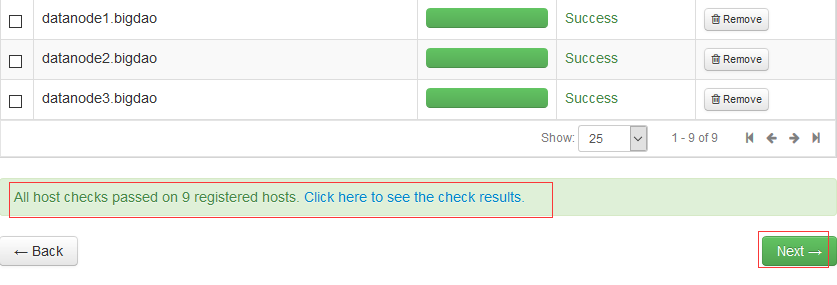 datanode1.bigdao Success Remove
datanode2.bigdao Success Remove
datanode3.bigdao Success Remove
Show: 25 1 - 9 of 9
All host checks passed on 9 registered hosts. Click here to see the check results.
← Back Next →